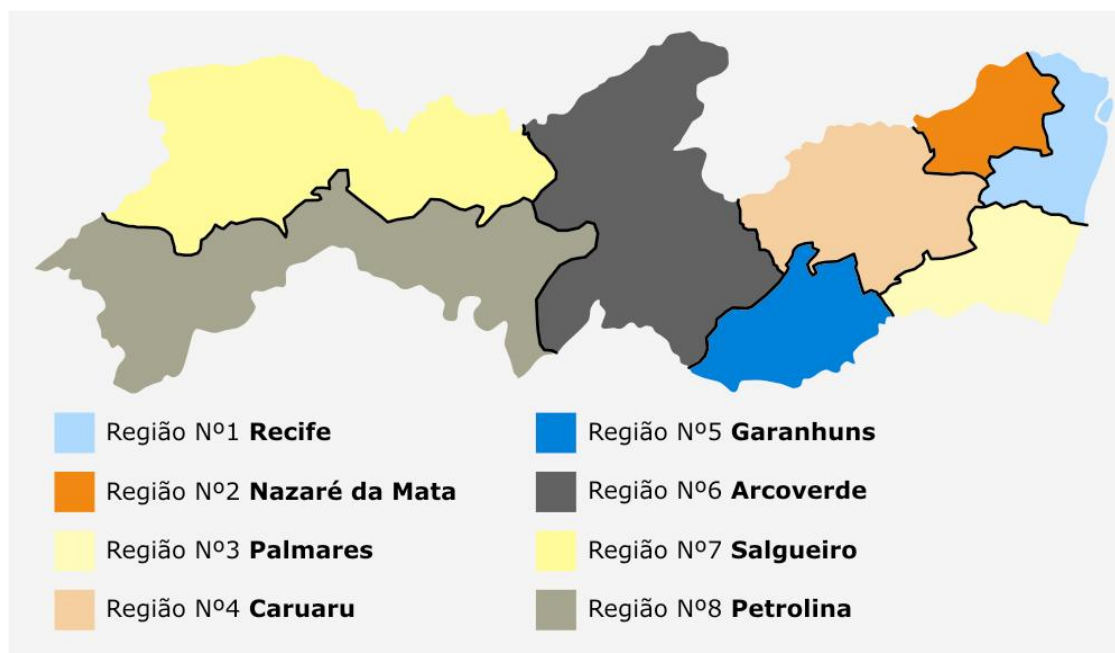 Região Nº1 Recife
Região Nº2 Nazaré da Mata
Região Nº3 Palmares
Região Nº4 Caruaru
Região Nº5 Garanhuns
Região Nº6 Arcoverde
Região Nº7 Salgueiro
Região Nº8 Petrolina